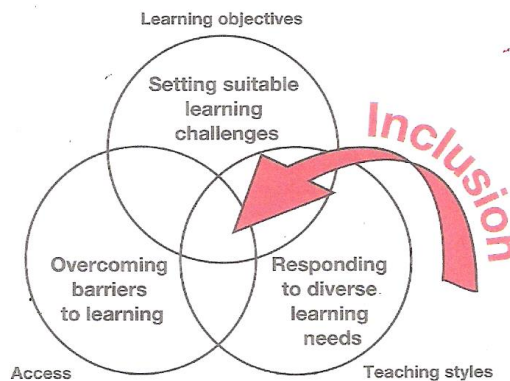 Learning objectives
Setting suitable
learning
challenges
Inclusion
Overcoming
barriers
to learning
Responding
to diverse
learning
needs
Access
Teaching styles